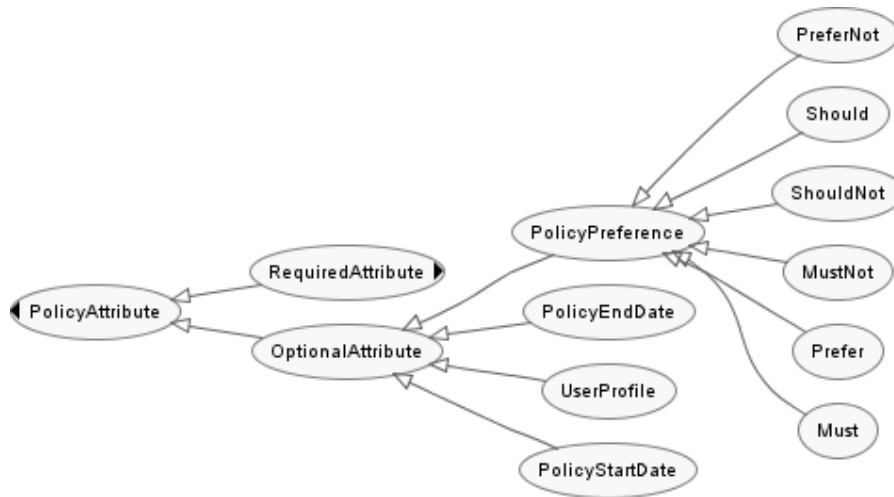 PreferNot
Should
ShouldNot
PolicyPreference
MustNot
RequiredAttribute
PolicyAttribute
PolicyEndDate
OptionalAttribute
Prefer
UserProfile
Must
PolicyStartDate